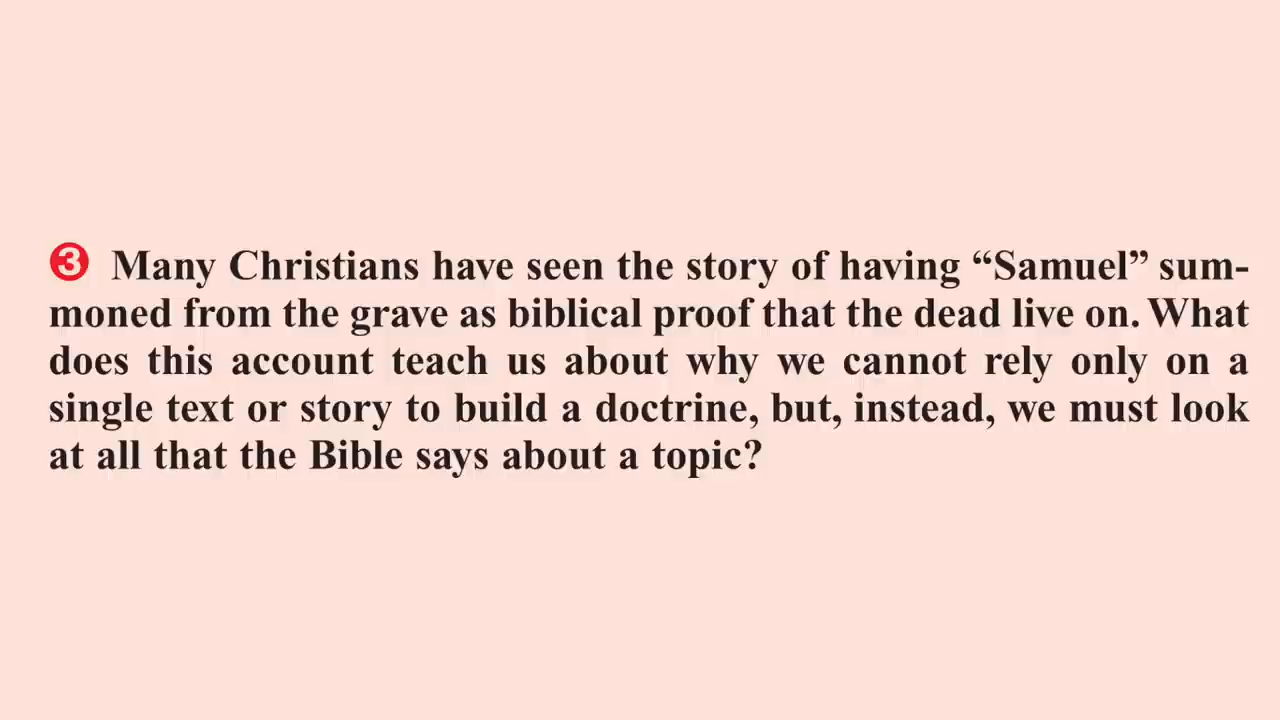 ❸ Many Christians have seen the story of having “Samuel” sum-
moned from the grave as biblical proof that the dead live on. What
does this account teach us about why we cannot rely only on a
single text or story to build a doctrine, but, instead, we must look
at all that the Bible says about a topic?